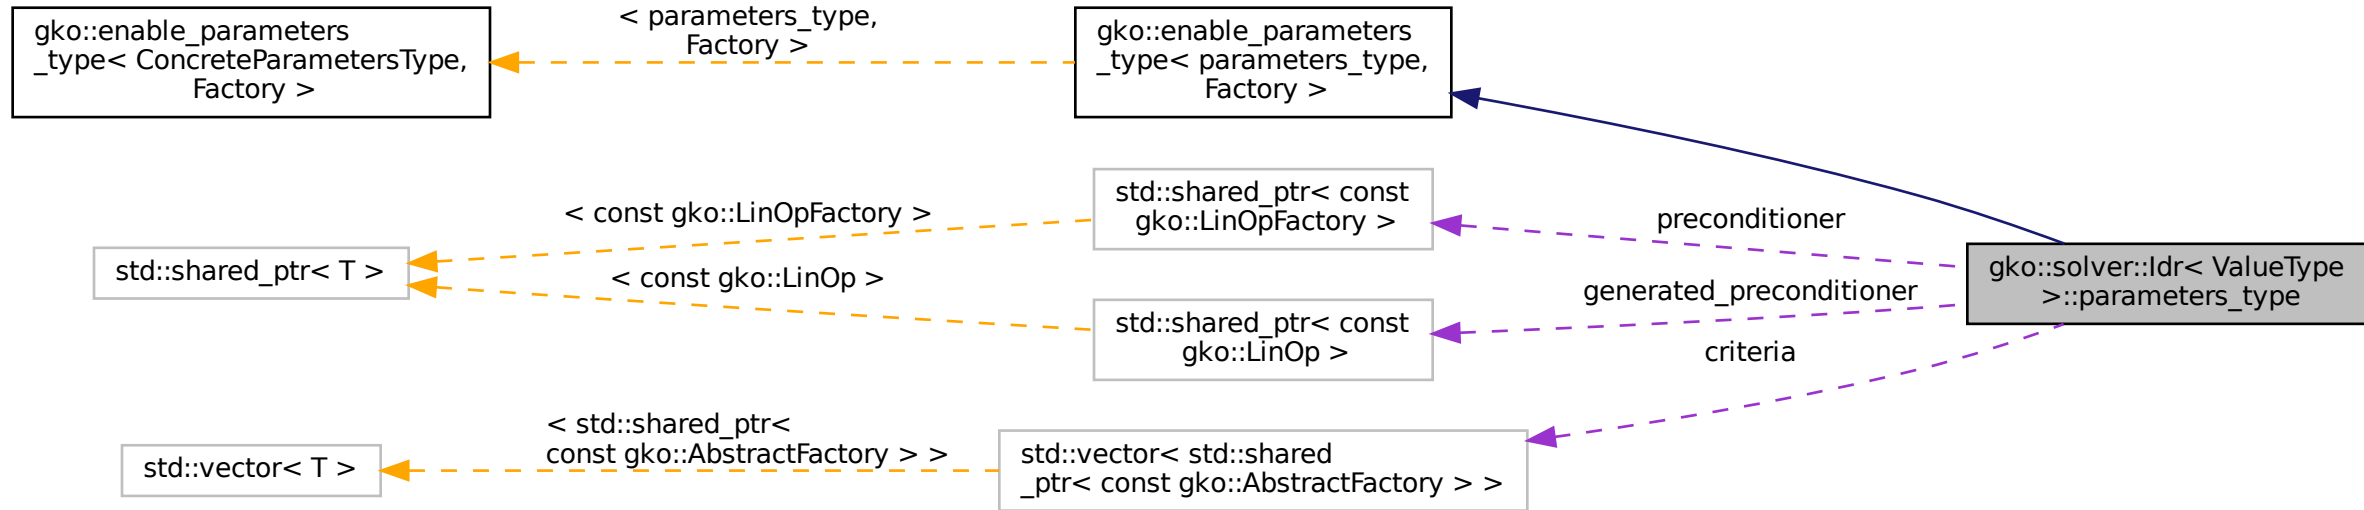 gko::enable_parameters
_type< ConcreteParametersType,
Factory >
< parameters_type,
Factory >
gko::enable_parameters
_type< parameters_type,
Factory >
std::shared_ptr< T >
< const gko::LinOpFactory >
< const gko::LinOp >
std::shared_ptr< const
gko::LinOpFactory >
std::shared_ptr< const
gko::LinOp >
preconditioner
generated_preconditioner
criteria
gko::solver::Idr< ValueType
>::parameters_type
std::vector< T >
< std::shared_ptr<
const gko::AbstractFactory > >
std::vector< std::shared
_ptr< const gko::AbstractFactory > >